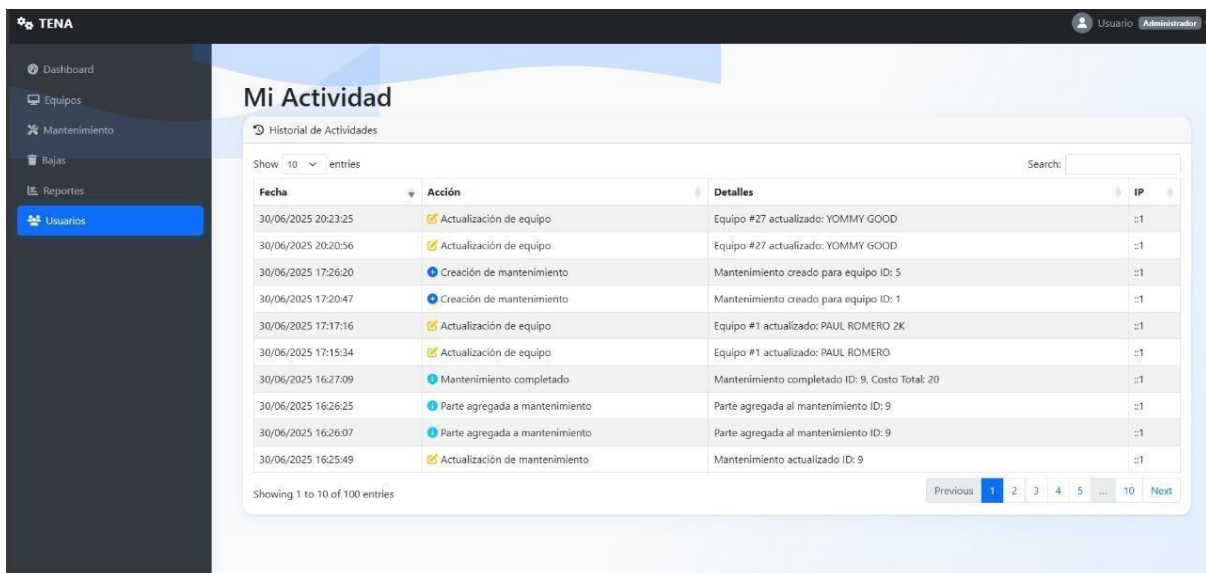 TENA
Usuario Administrador
Dashboard
Equipos
Mantenimiento
Bajas
Reportes
Usuarios
Mi Actividad
Historial de Actividades
Show 10 entries Search:
Fecha Acción Detalles IP
30/06/2025 20:23:25 Actualización de equipo Equipo #27 actualizado: YOMMY GOOD ::1
30/06/2025 20:20:56 Actualización de equipo Equipo #27 actualizado: YOMMY GOOD ::1
30/06/2025 17:26:20 Creación de mantenimiento Mantenimiento creado para equipo ID: 5 ::1
30/06/2025 17:20:47 Creación de mantenimiento Mantenimiento creado para equipo ID: 1 ::1
30/06/2025 17:17:16 Actualización de equipo Equipo #1 actualizado: PAUL ROMERO 2K ::1
30/06/2025 17:15:34 Actualización de equipo Equipo #1 actualizado: PAUL ROMERO ::1
30/06/2025 16:27:09 Mantenimiento completado Mantenimiento completado ID: 9, Costo Total: 20 ::1
30/06/2025 16:26:25 Parte agregada a mantenimiento Parte agregada al mantenimiento ID: 9 ::1
30/06/2025 16:26:07 Parte agregada a mantenimiento Parte agregada al mantenimiento ID: 9 ::1
30/06/2025 16:25:49 Actualización de mantenimiento Mantenimiento actualizado ID: 9 ::1
Showing 1 to 10 of 100 entries Previous 1 2 3 4 5 ... 10 Next